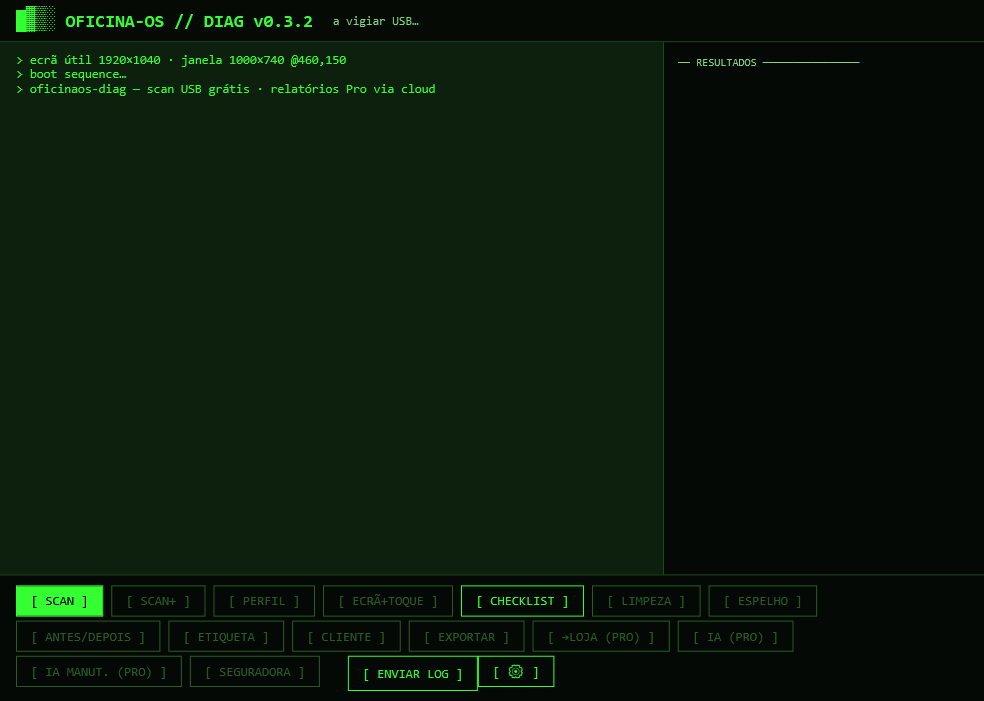 OFICINA-OS // DIAG v0.3.2 a vigiar USB…
> ecrã útil 1920×1040 · janela 1000×740 @460,150
> boot sequence…
> oficinaos-diag — scan USB grátis · relatórios Pro via cloud
── RESULTADOS ────────────────
[ SCAN ] [ SCAN+ ] [ PERFIL ] [ ECRÃ+TOQUE ] [ CHECKLIST ] [ LIMPEZA ] [ ESPELHO ]
[ ANTES/DEPOIS ] [ ETIQUETA ] [ CLIENTE ] [ EXPORTAR ] [ →LOJA (PRO) ] [ IA (PRO) ]
[ IA MANUT. (PRO) ] [ SEGURADORA ] [ ENVIAR LOG ] [ ⚙ ]